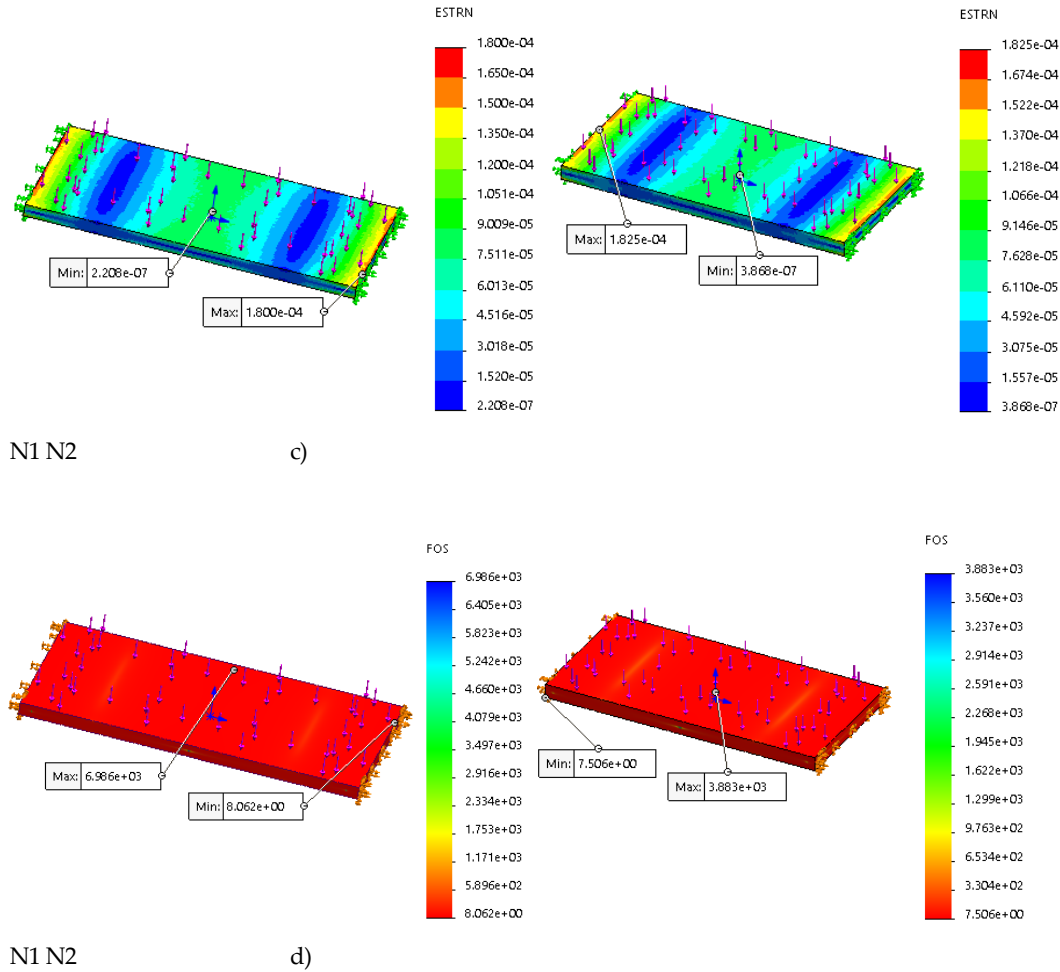 ESTRN
1.800e-04
1.650e-04
1.500e-04
1.350e-04
1.200e-04
1.051e-04
9.009e-05
7.511e-05
6.013e-05
4.516e-05
3.018e-05
1.520e-05
2.208e-07
Min: 2.208e-07
Max: 1.800e-04
ESTRN
1.825e-04
1.674e-04
1.522e-04
1.370e-04
1.218e-04
1.066e-04
9.146e-05
7.628e-05
6.110e-05
4.592e-05
3.075e-05
1.557e-05
3.868e-07
Max: 1.825e-04
Min: 3.868e-07
N1 N2 c)
FOS
6.986e+03
6.405e+03
5.823e+03
5.242e+03
4.660e+03
4.079e+03
3.497e+03
2.916e+03
2.334e+03
1.753e+03
1.171e+03
5.896e+02
8.062e+00
Max: 6.986e+03
Min: 8.062e+00
FOS
3.883e+03
3.560e+03
3.237e+03
2.914e+03
2.591e+03
2.268e+03
1.945e+03
1.622e+03
1.299e+03
9.763e+02
6.534e+02
3.304e+02
7.506e+00
Min: 7.506e+00
Max: 3.883e+03
N1 N2 d)